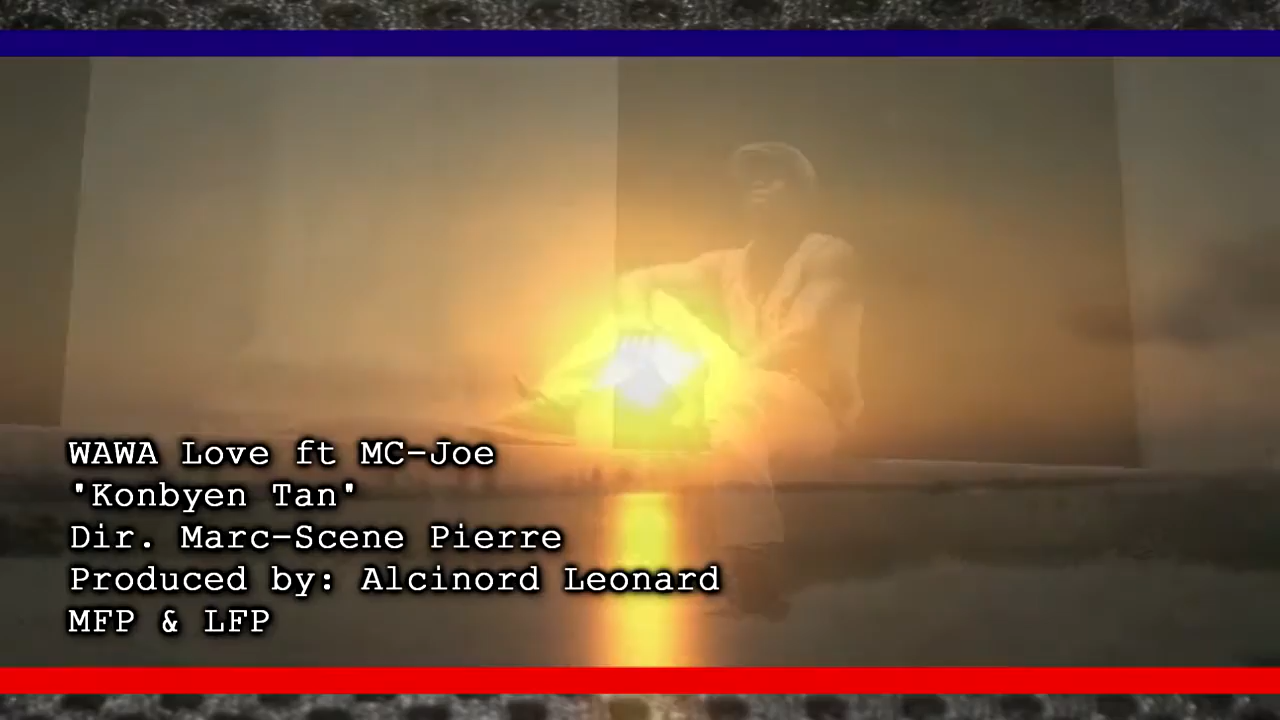 WAWA Love ft MC-Joe
"Konbyen Tan"
Dir. Marc-Scene Pierre
Produced by: Alcinord Leonard
MFP & LFP